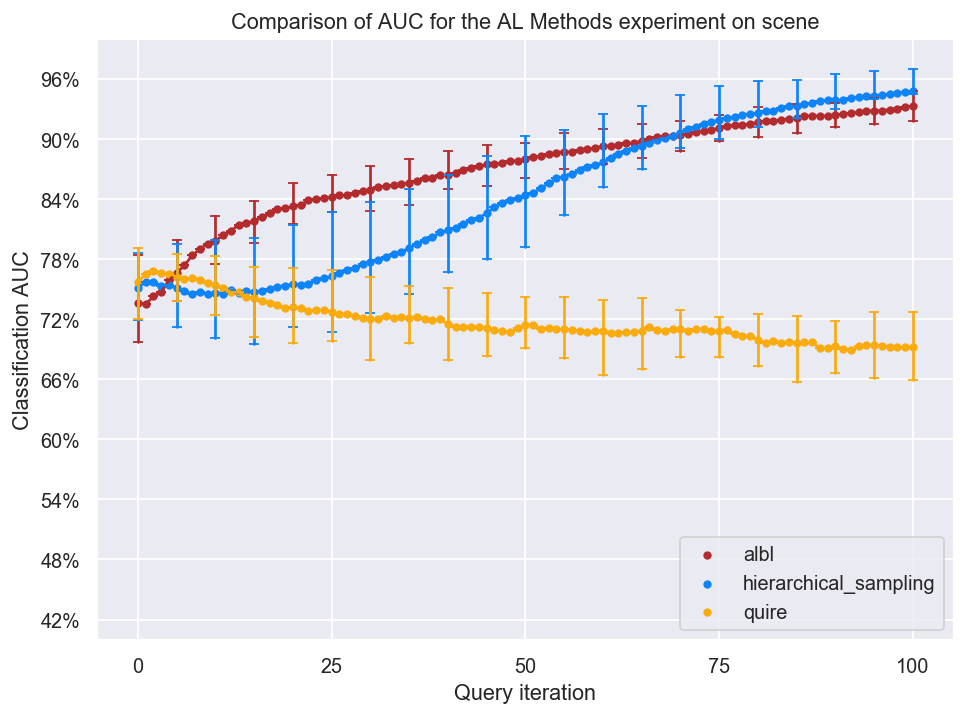 Comparison of AUC for the AL Methods experiment on scene
Classification AUC
96%
90%
84%
78%
72%
66%
60%
54%
48%
42%
albl
hierarchical_sampling
quire
0 25 50 75 100
Query iteration